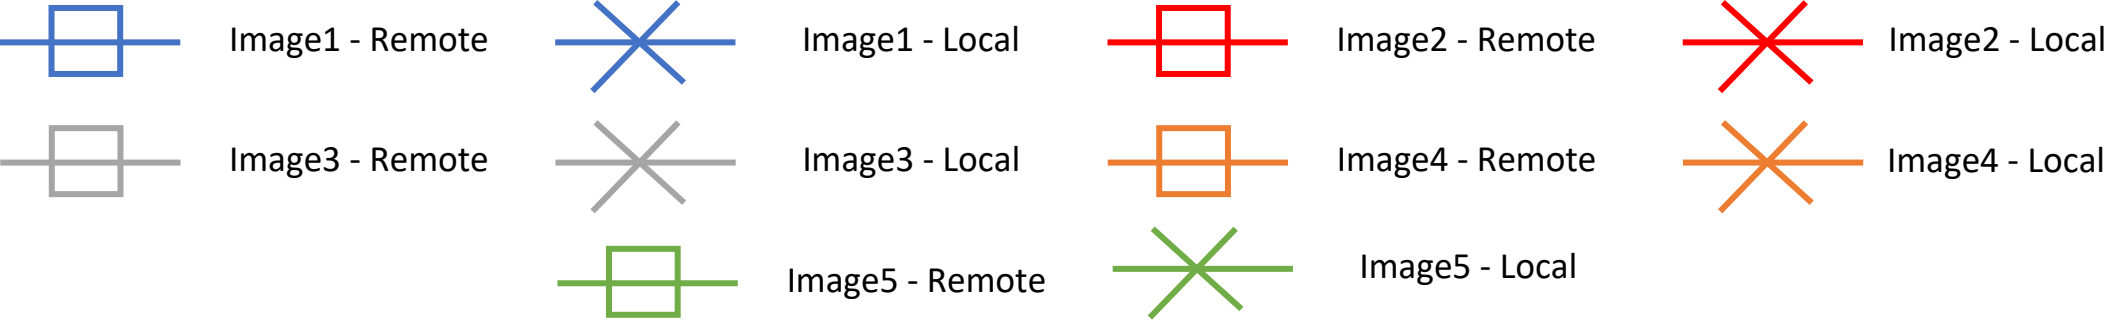 Image1 - Remote Image1 - Local Image2 - Remote Image2 - Local
Image3 - Remote Image3 - Local Image4 - Remote Image4 - Local
Image5 - Remote Image5 - Local